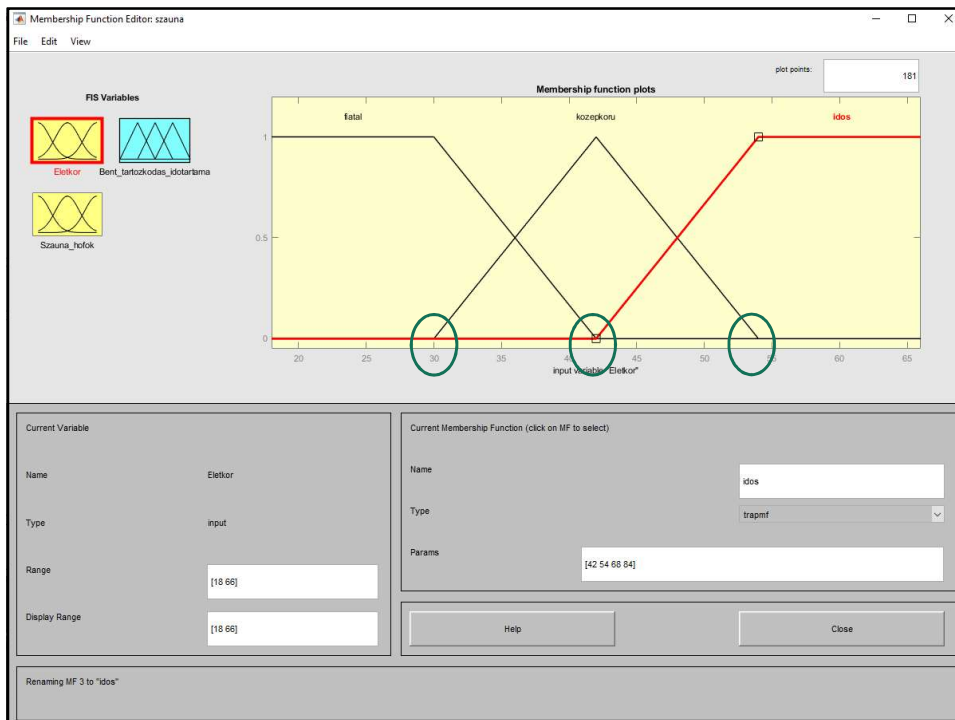 Membership Function Editor: szauna
File Edit View
plot points:
181
FIS Variables
Eletkor
Bent_tartozkodas_idotartama
Szauna_hofok
Membership function plots
fiatal kozepkoru idos
1
0.5
0
20 25 30 35 40 45 50 55 60 65
input variable "Eletkor"
Current Variable
Name Eletkor
Type input
Range [18 66]
Display Range [18 66]
Current Membership Function (click on MF to select)
Name idos
Type trapmf
Params [42 54 68 84]
Help Close
Renaming MF 3 to "idos"